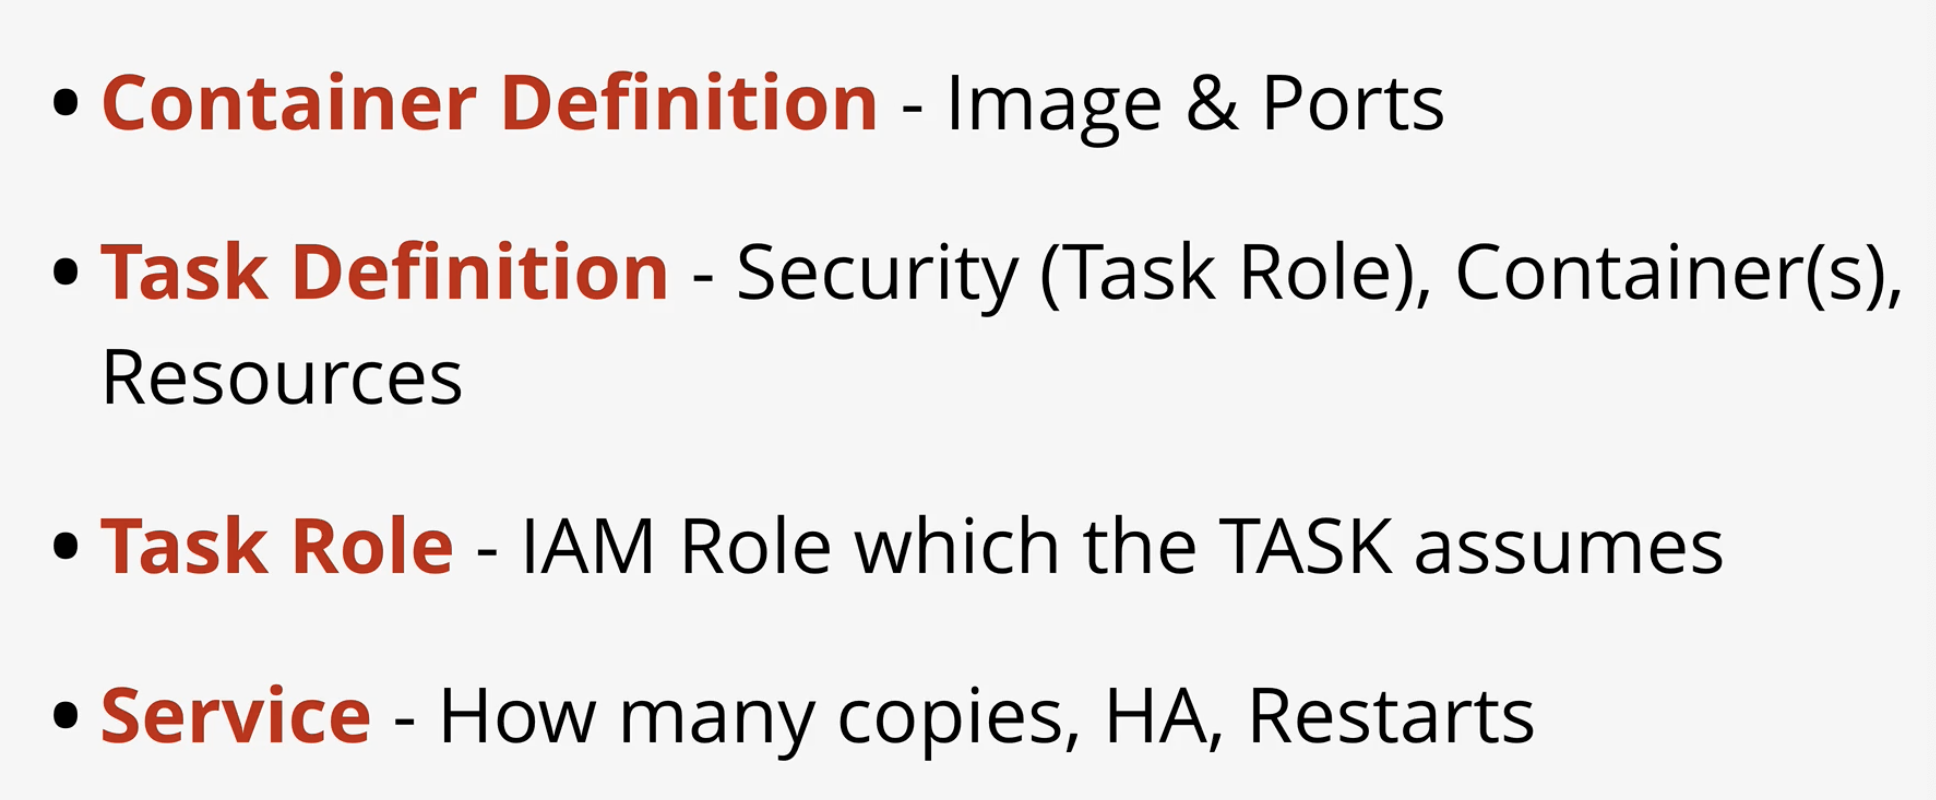 • Container Definition - Image & Ports
• Task Definition - Security (Task Role), Container(s),
Resources
• Task Role - IAM Role which the TASK assumes
• Service - How many copies, HA, Restarts